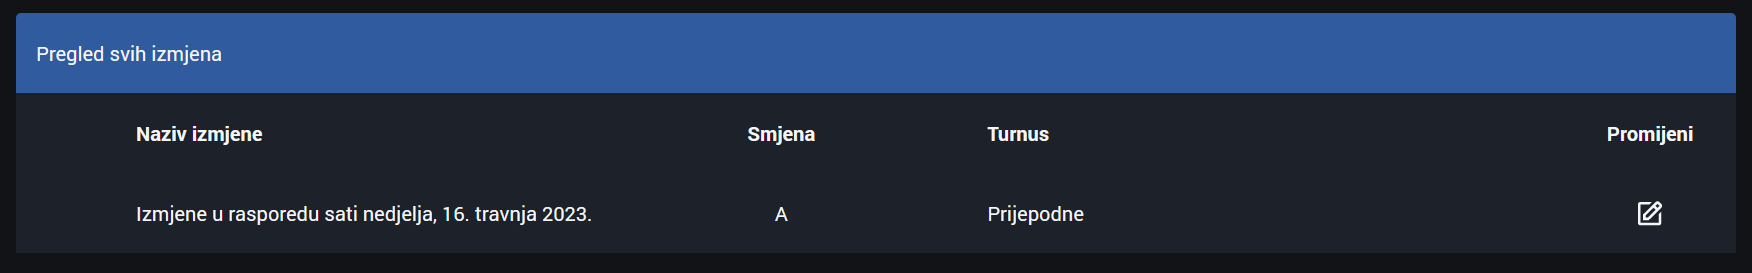 Pregled svih izmjena
Naziv izmjene Smjena Turnus Promijeni
Izmjene u rasporedu sati nedjelja, 16. travnja 2023. A Prijepodne